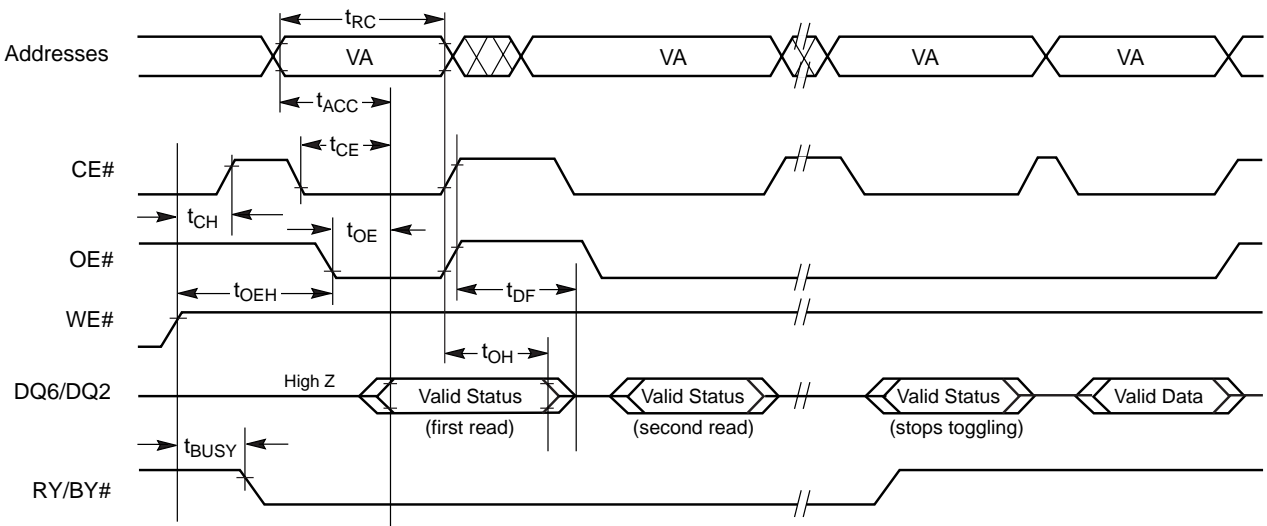 tRC
Addresses VA VA VA VA
tACC
tCE
CE#
tCH tOE
OE#
tOEH tDF
WE#
tOH
High Z
DQ6/DQ2 Valid Status Valid Status Valid Status Valid Data
(first read) (second read) (stops toggling)
tBUSY
RY/BY#